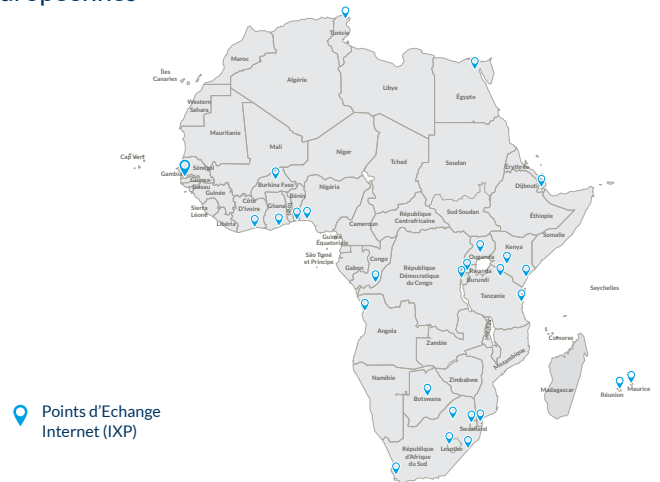 Tunisie
Maroc
Îles
Canaries
Algérie
Libye
Égypte
Western
Sahara
Mauritanie
Mali
Niger
Tchad
Soudan
Érythrée
Cap Vert
Sénégal
Gambie
Guinée
Bissau
Guinée
Burkina Faso
Bénin
Nigéria
Djibouti
Sierra
Léone
Côte
D'ivoire
Ghana
Togo
Libéria
République
Centrafricaine
Sud Soudan
Éthiopie
Cameroun
Somalie
Guinée
Équatoriale
São Tomé
et Príncipe
Gabon
Congo
République
Démocratique
du Congo
Ouganda
Kenya
Rwanda
Burundi
Tanzanie
Seychelles
Angola
Zambie
Malawi
Mozambique
Comores
Namibie
Zimbabwe
Botswana
Madagascar
Réunion
Maurice
Swaziland
Lesotho
République
d'Afrique
du Sud
Points d'Echange
Internet (IXP)